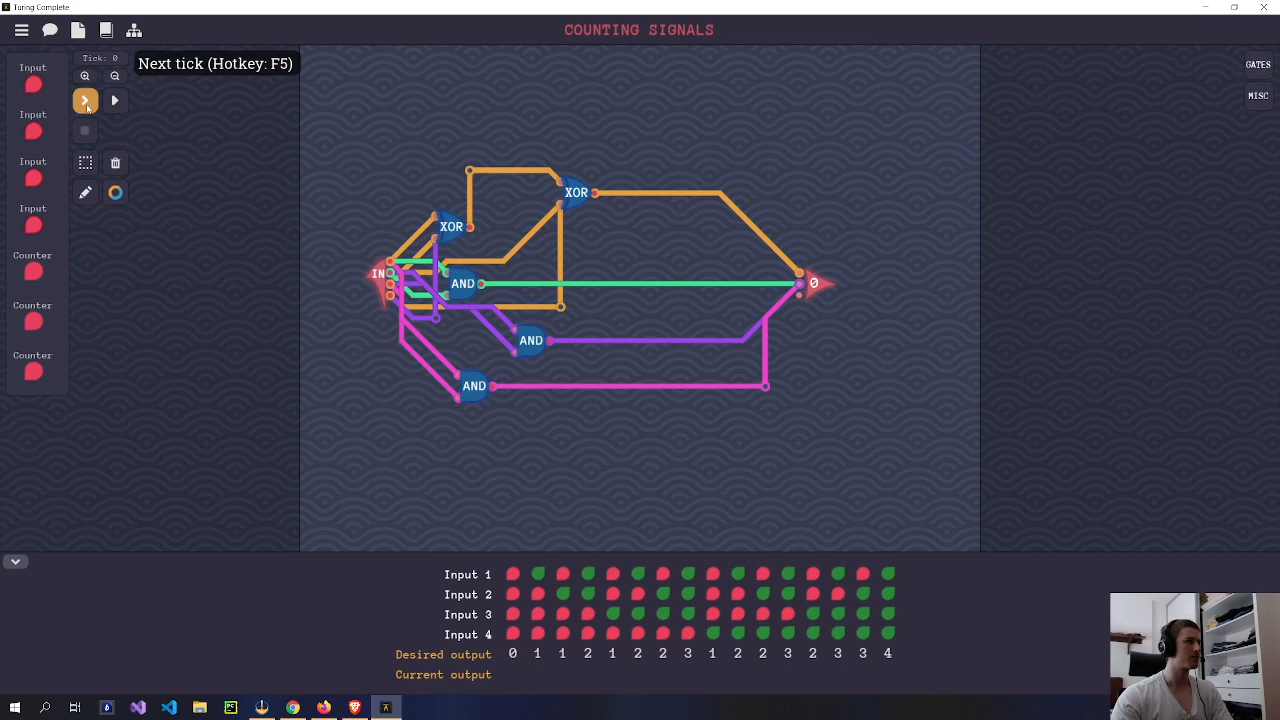 Turing Complete
COUNTING SIGNALS
Input
Tick: 0
Next tick (Hotkey: F5)
GATES
Input
MISC
Input
Input
Counter
Counter
Counter
XOR
XOR
IN
AND
0
AND
AND
Input 1
Input 2
Input 3
Input 4
Desired output 0 1 1 2 1 2 2 3 1 2 2 3 2 3 3 4
Current output